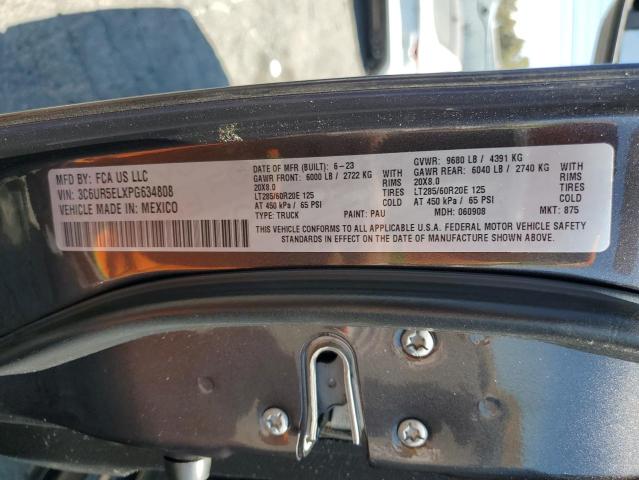 MFD BY: FCA US LLC
VIN: 3C6UR5ELXPG634808
VEHICLE MADE IN: MEXICO
DATE OF MFR (BUILT): 6-23 GVWR: 9680 LB / 4391 KG
GAWR FRONT: 6000 LB / 2722 KG RIMS GAWR REAR: 6040 LB / 2740 KG RIMS
20X8.0 20X8.0
LT285/60R20E 125 TIRES LT285/60R20E 125 TIRES
AT 450 kPa / 65 PSI COLD AT 450 kPa / 65 PSI COLD
TYPE: TRUCK PAINT: PAU MDH: 060908 MKT: 875
THIS VEHICLE CONFORMS TO ALL APPLICABLE U.S.A. FEDERAL MOTOR VEHICLE SAFETY
STANDARDS IN EFFECT ON THE DATE OF MANUFACTURE SHOWN ABOVE.